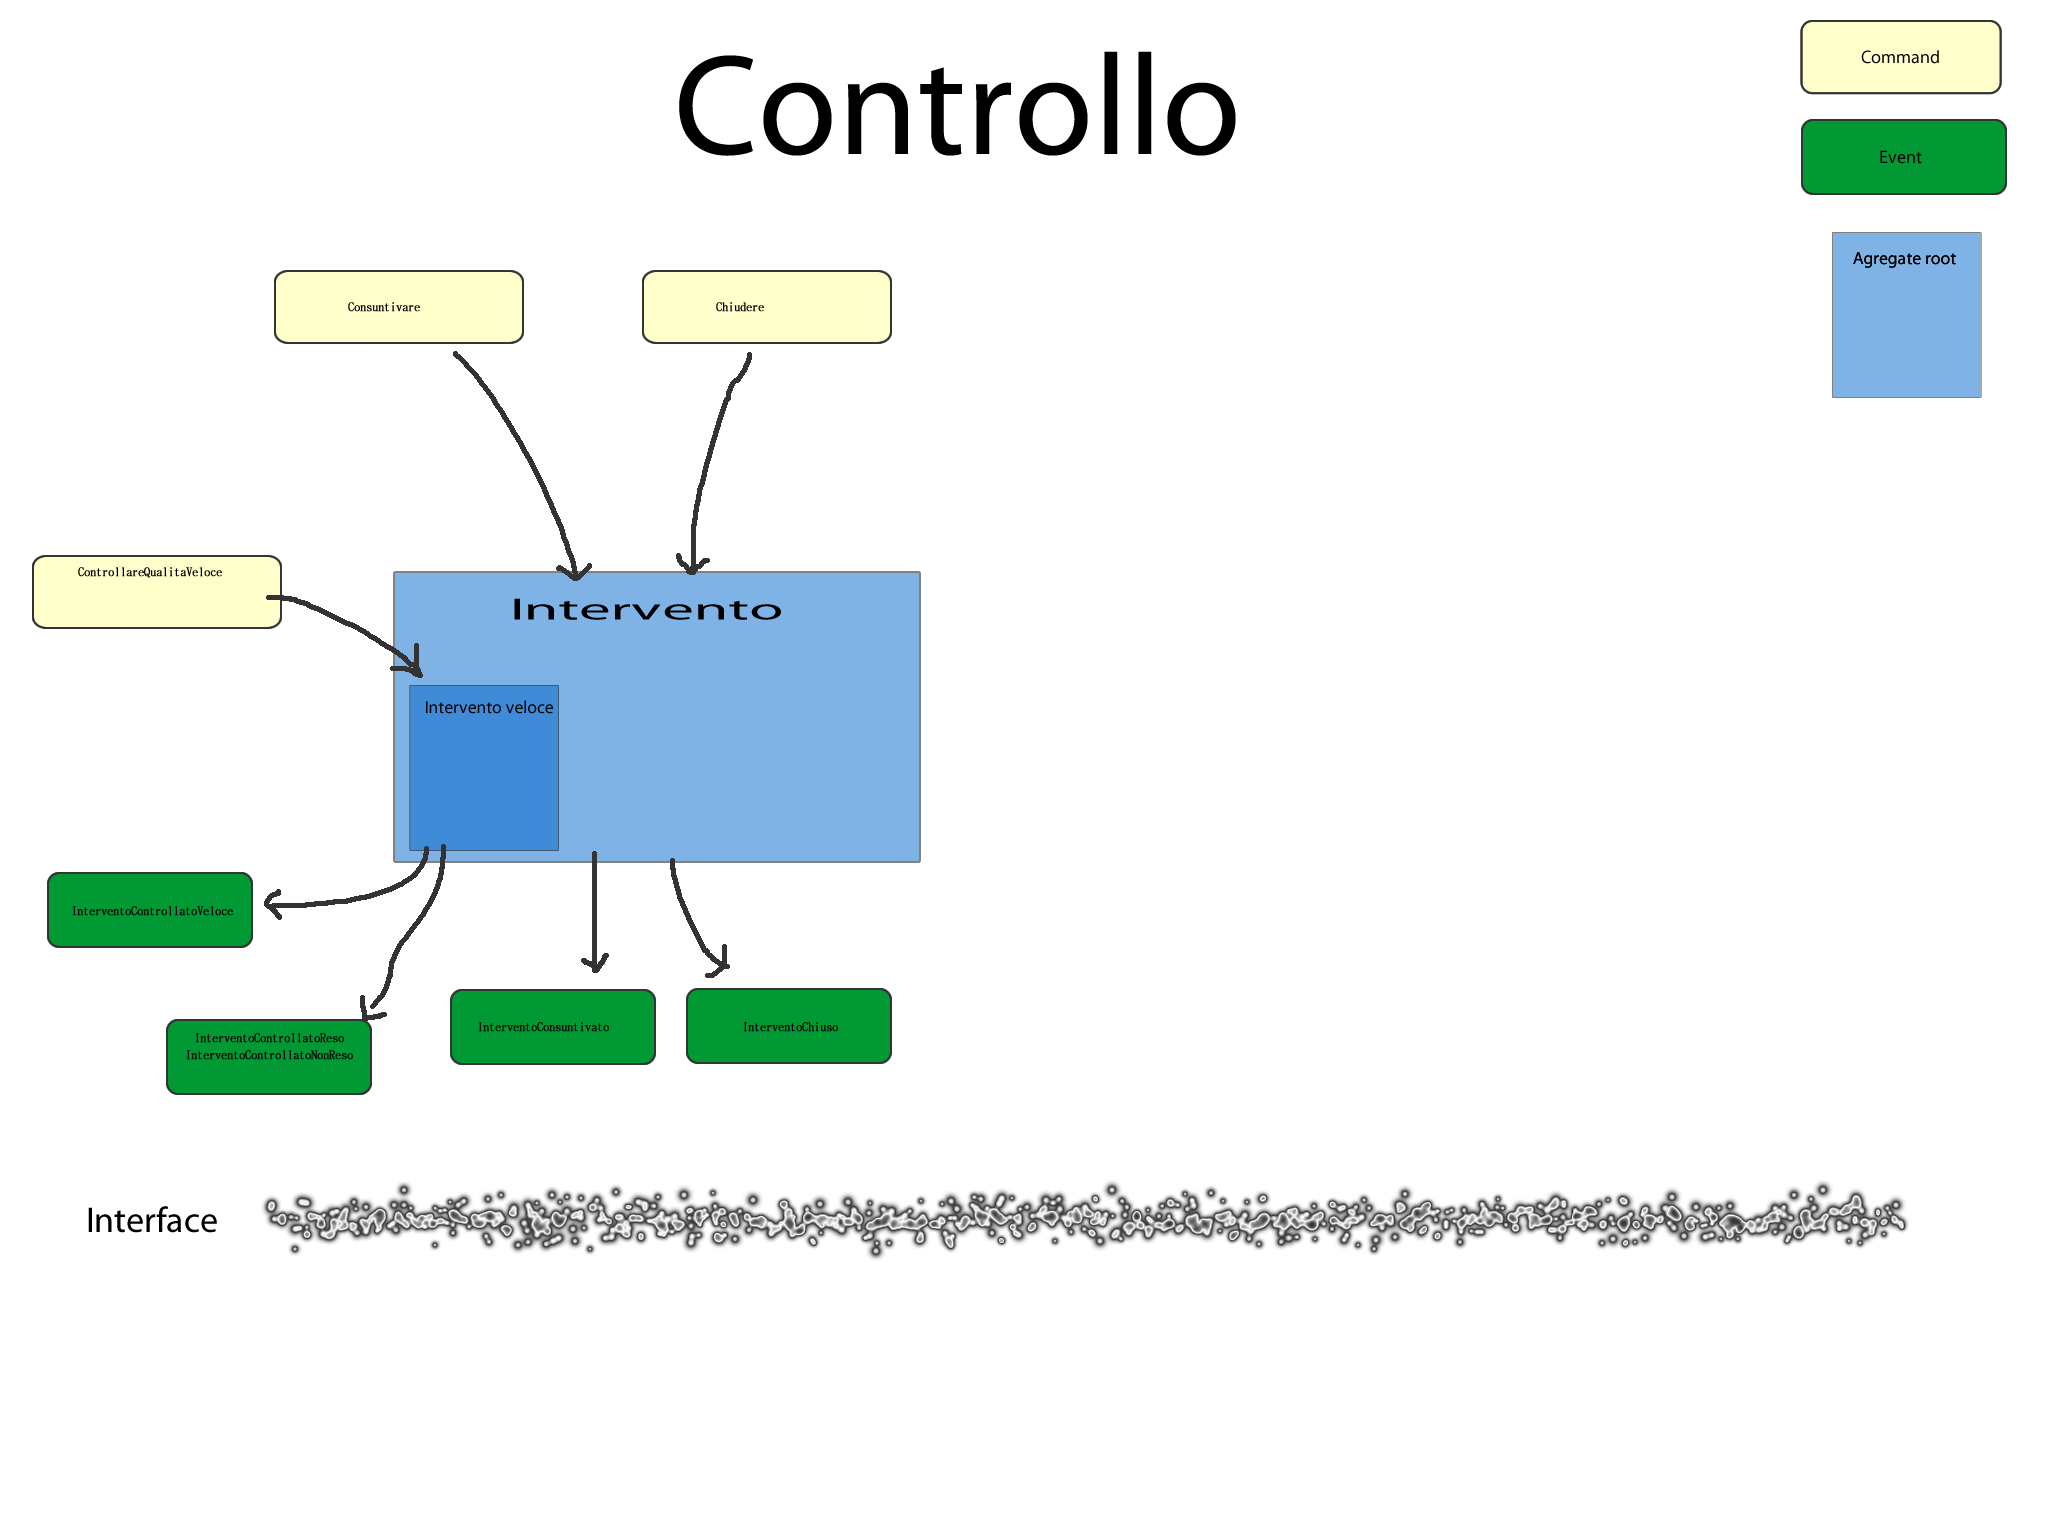 Controllo
Command
Event
Agregate root
Consuntivare
Chiudere
ControllareQualitaVeloce
Intervento
Intervento veloce
InterventoControllatoVeloce
InterventoControllatoReso
InterventoControllatoNonReso
InterventoConsuntivato
InterventoChiuso
Interface